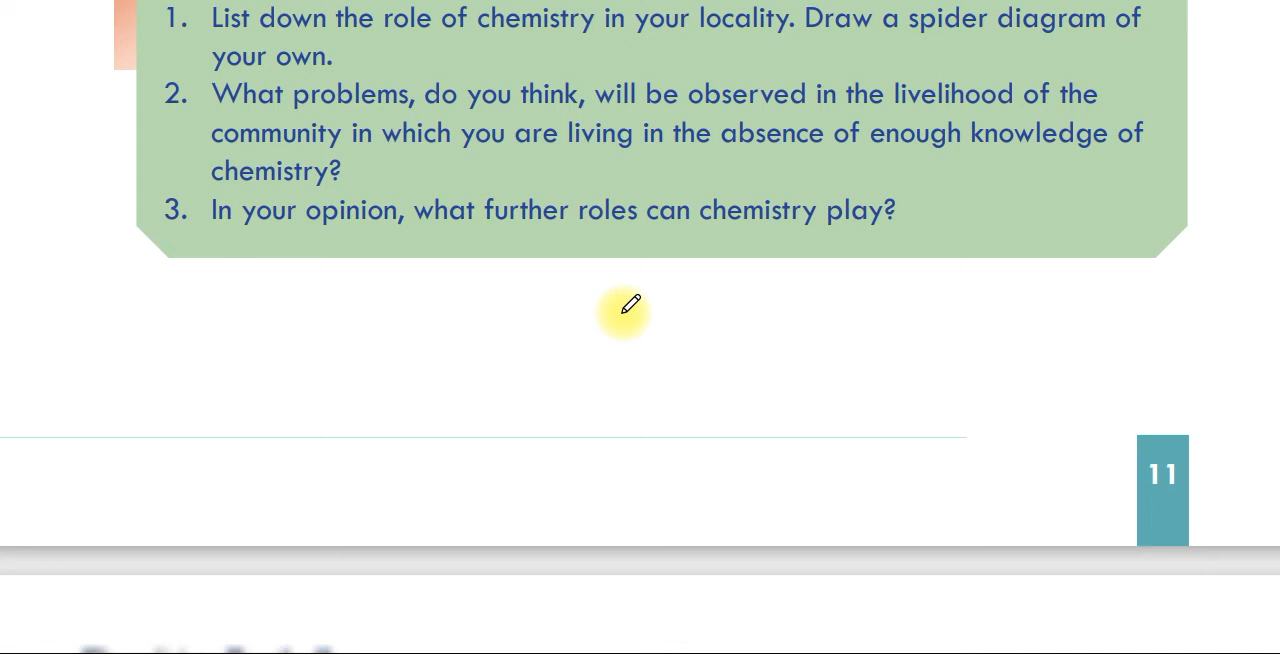 1. List down the role of chemistry in your locality. Draw a spider diagram of
your own.
2. What problems, do you think, will be observed in the livelihood of the
community in which you are living in the absence of enough knowledge of
chemistry?
3. In your opinion, what further roles can chemistry play?
11